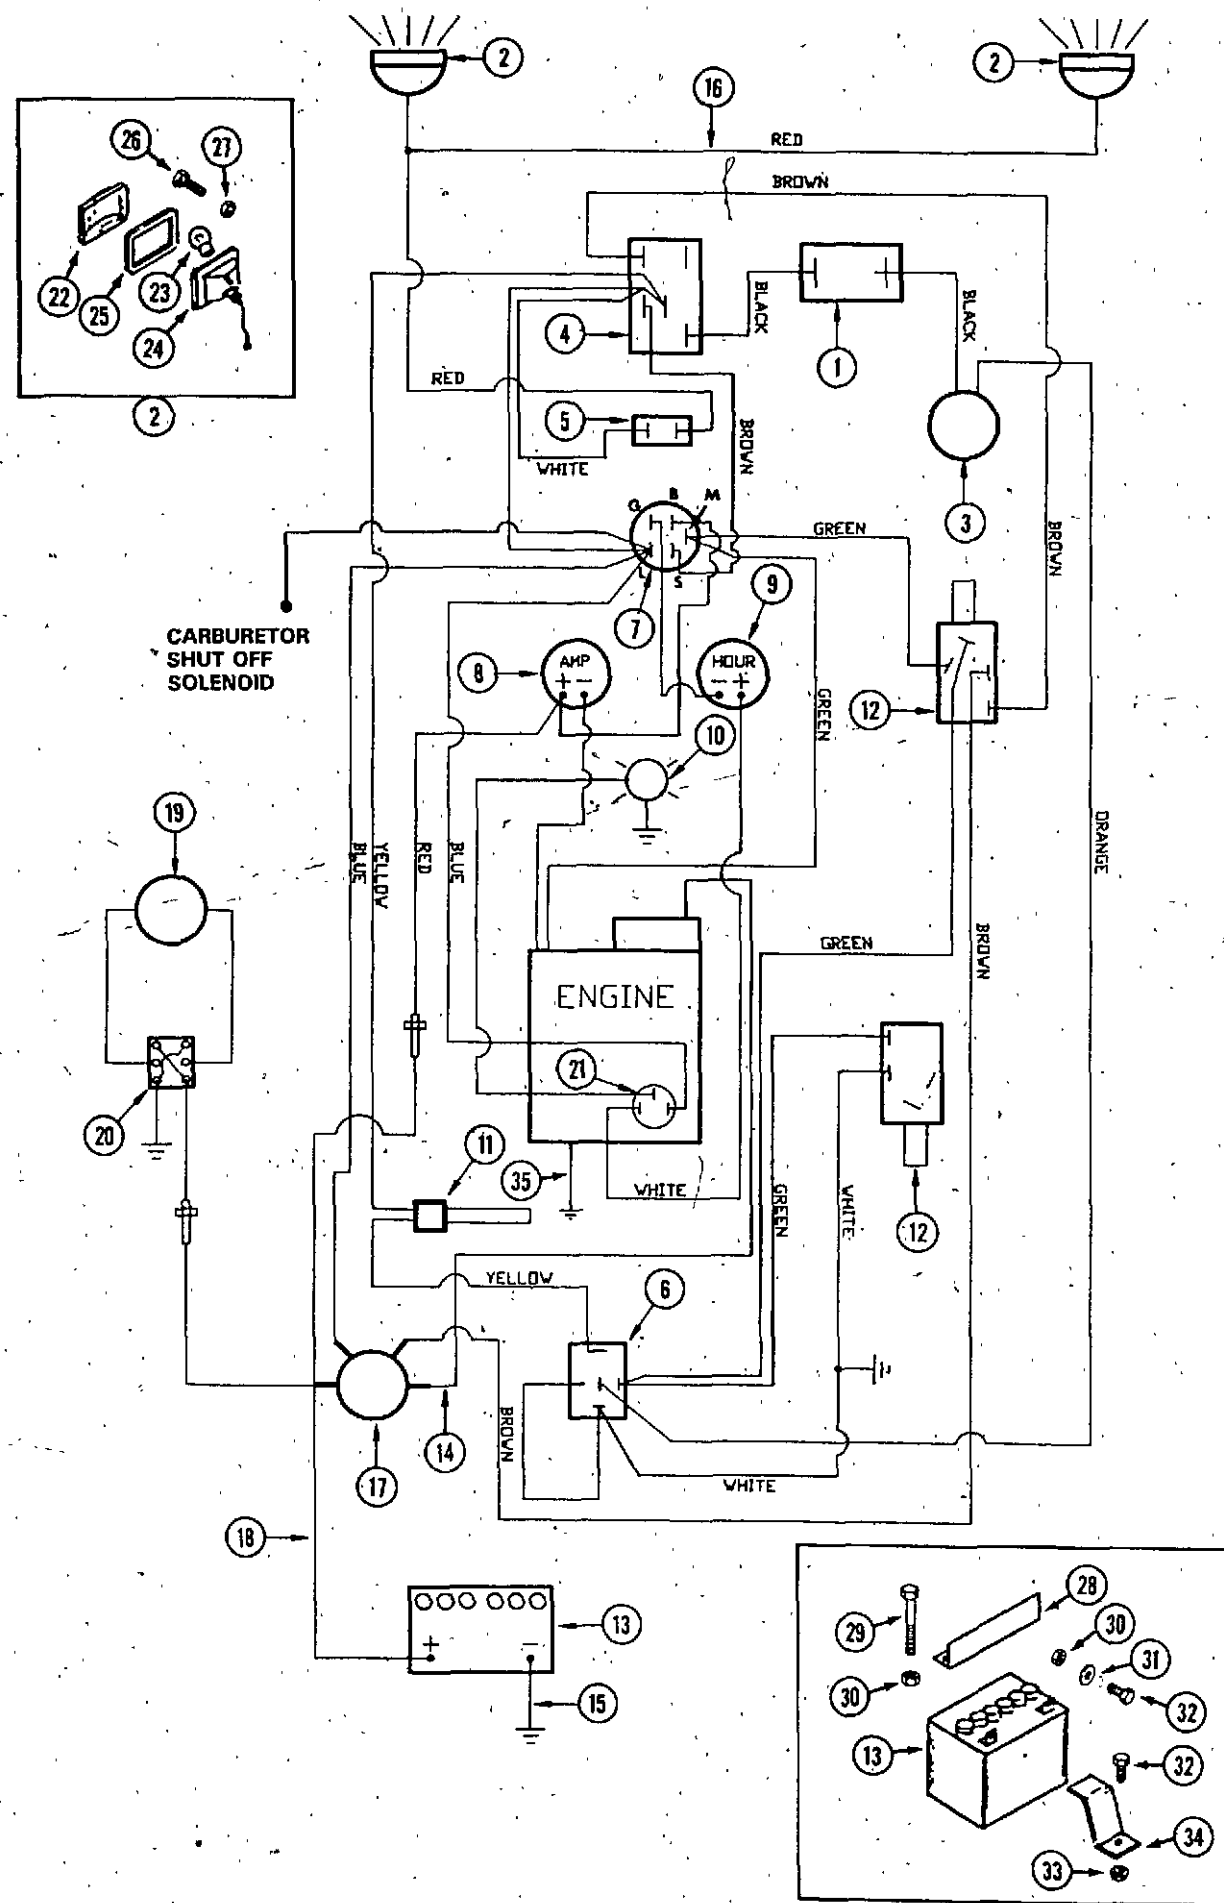 2
2
16
RED
BROWN
26
27
22
25
23
24
2
4
BLACK
1
BLACK
RED
5
WHITE
BROWN
3
G
B
M
GREEN
BROWN
L
S
7
9
CARBURETOR
SHUT OFF
SOLENOID
8
AMP
+ -
HOUR
- +
GREEN
12
10
19
BLUE
YELLOW
RED
BLUE
ORANGE
GREEN
BROWN
ENGINE
21
20
11
35
WHITE
GREEN
WHITE
12
YELLOW
6
BROWN
14
17
WHITE
18
13
+ -
15
28
29
30
30
31
32
13
32
34
33